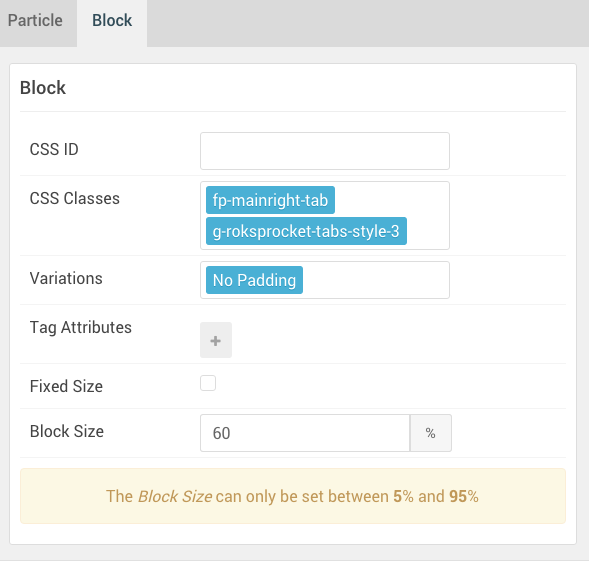 Particle
Block
Block
CSS ID
CSS Classes
fp-mainright-tab
g-roksprocket-tabs-style-3
Variations
No Padding
Tag Attributes
+
Fixed Size
Block Size
60
%
The Block Size can only be set between 5% and 95%